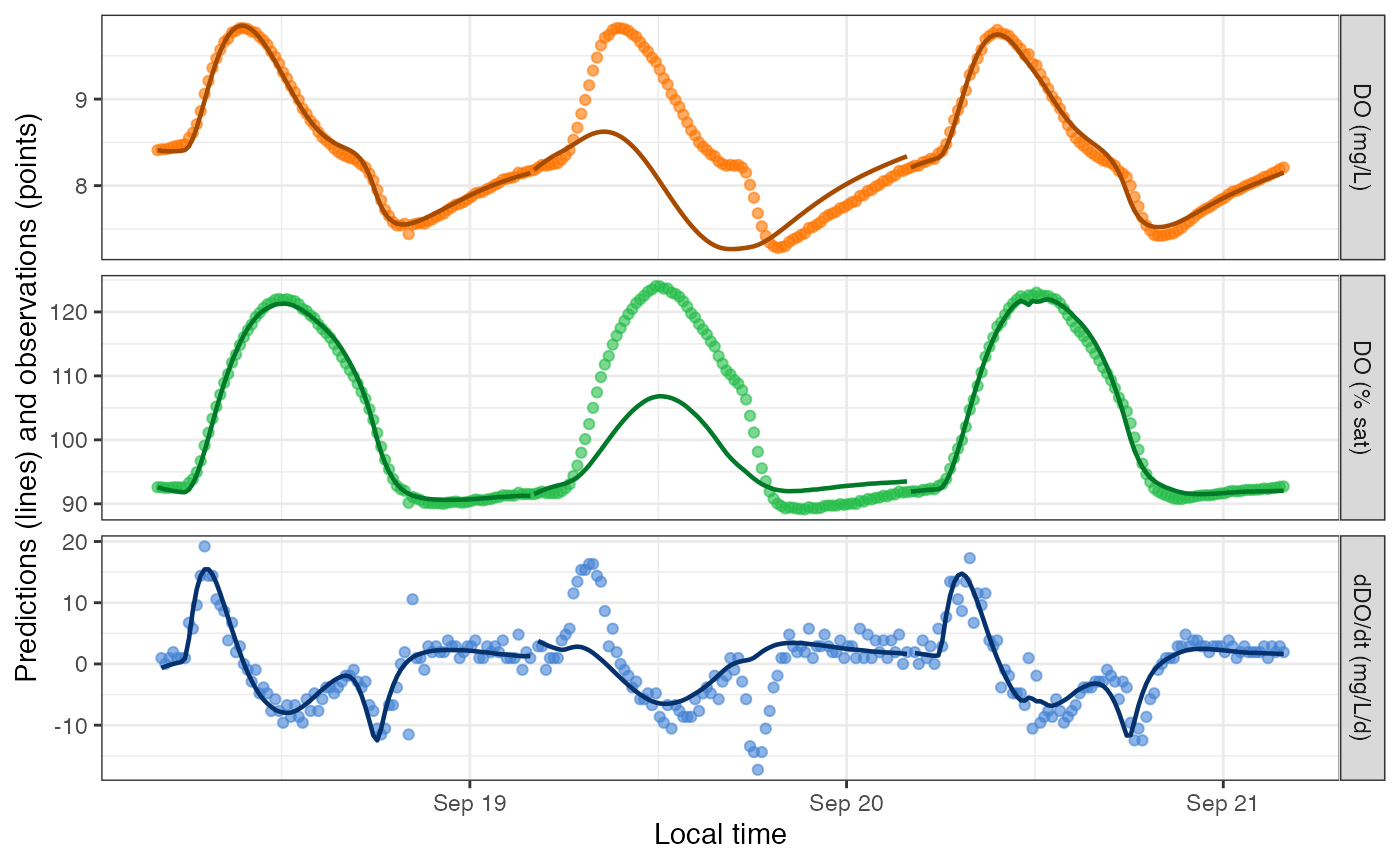 Predictions (lines) and observations (points)
9
8
DO (mg/L)
120
110
100
90
DO (% sat)
20
10
0
-10
dDO/dt (mg/L/d)
Sep 19
Sep 20
Sep 21
Local time